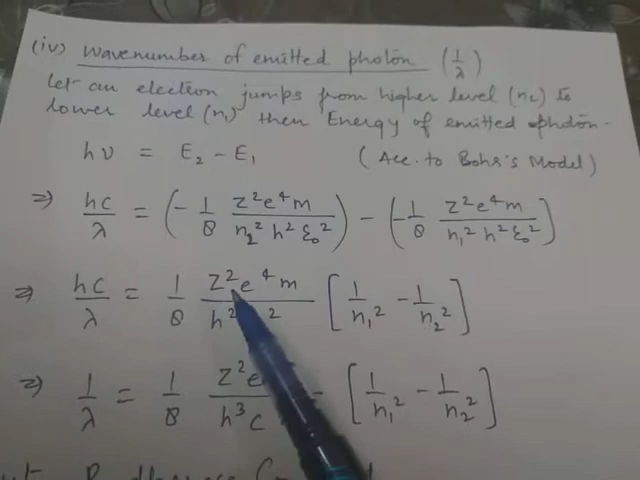 (iv) Wavenumber of emitted photon (1/λ)
Let an electron jumps from higher level (n₂) to
lower level (n₁) then Energy of emitted photon-
hν = E₂ - E₁ (Acc. to Bohr's Model)
⇒ hc/λ = (-1/8 Z²e⁴m/n₂²h²ε₀²) - (-1/8 Z²e⁴m/n₁²h²ε₀²)
⇒ hc/λ = 1/8 Z²e⁴m/h² ² [1/n₁² - 1/n₂²]
⇒ 1/λ = 1/8 Z²e/h³c [1/n₁² - 1/n₂²]